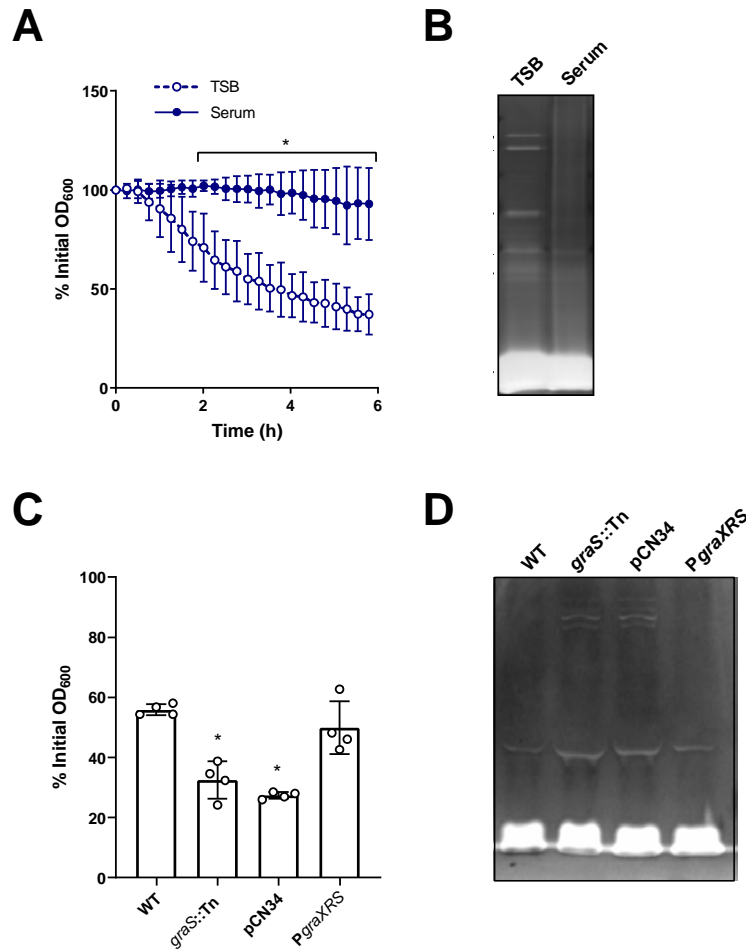 A
150
100
50
0
% Initial OD600
TSB
Serum
*
0 2 4 6
Time (h)
B
TSB Serum
C
100
80
60
40
20
0
% Initial OD600
* *
WT graS::Tn pCN34 PgraXRS
D
WT graS::Tn pCN34 PgraXRS